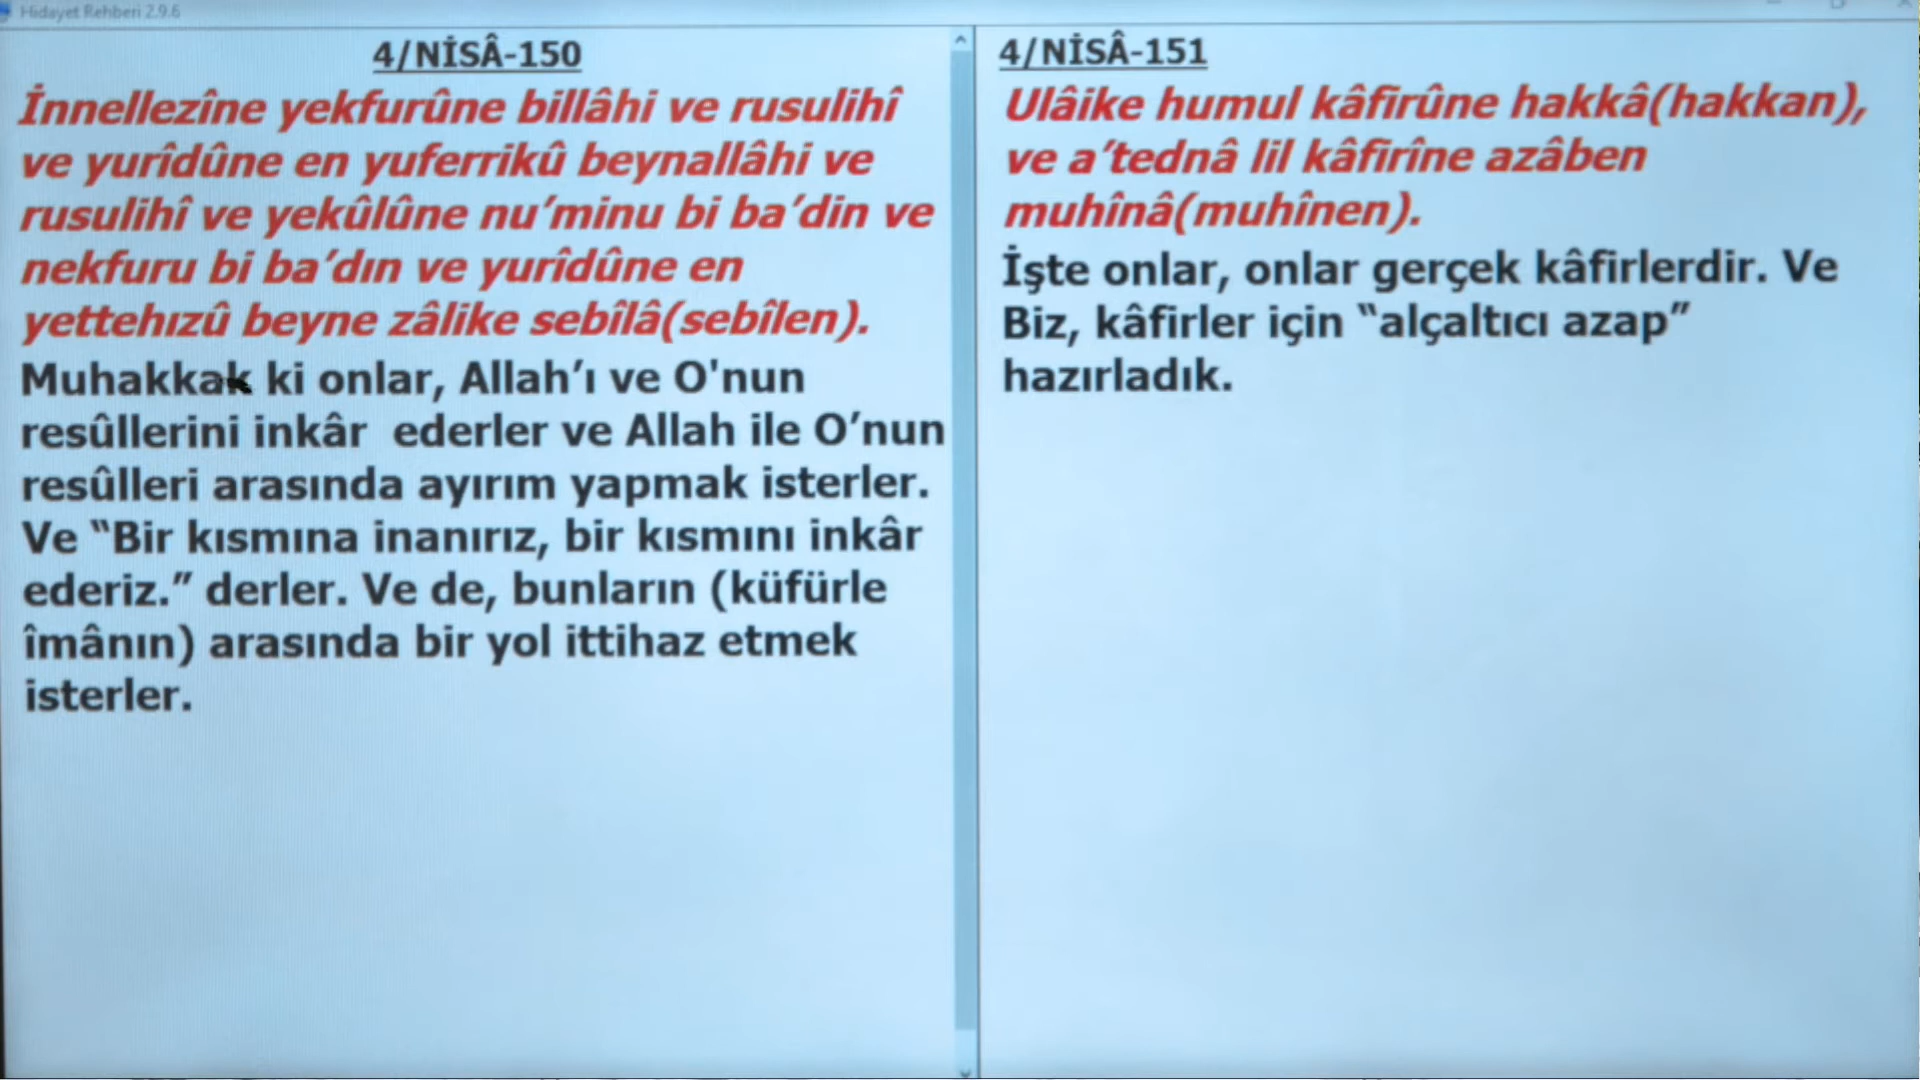 Hidayet Rehberi 2.9.6
4/NİSÂ-150
İnnellezîne yekfurûne billâhi ve rusulihî
ve yurîdûne en yuferrikû beynallâhi ve
rusulihî ve yekûlûne nu’minu bi ba’din ve
nekfuru bi ba’dın ve yurîdûne en
yettehızû beyne zâlike sebîlâ(sebîlen).
Muhakkak ki onlar, Allah’ı ve O'nun
resûllerini inkâr  ederler ve Allah ile O’nun
resûlleri arasında ayırım yapmak isterler.
Ve “Bir kısmına inanırız, bir kısmını inkâr
ederiz.” derler. Ve de, bunların (küfürle
îmânın) arasında bir yol ittihaz etmek
isterler.
4/NİSÂ-151
Ulâike humul kâfirûne hakkâ(hakkan),
ve a’tednâ lil kâfirîne azâben
muhînâ(muhînen).
İşte onlar, onlar gerçek kâfirlerdir. Ve
Biz, kâfirler için “alçaltıcı azap”
hazırladık.